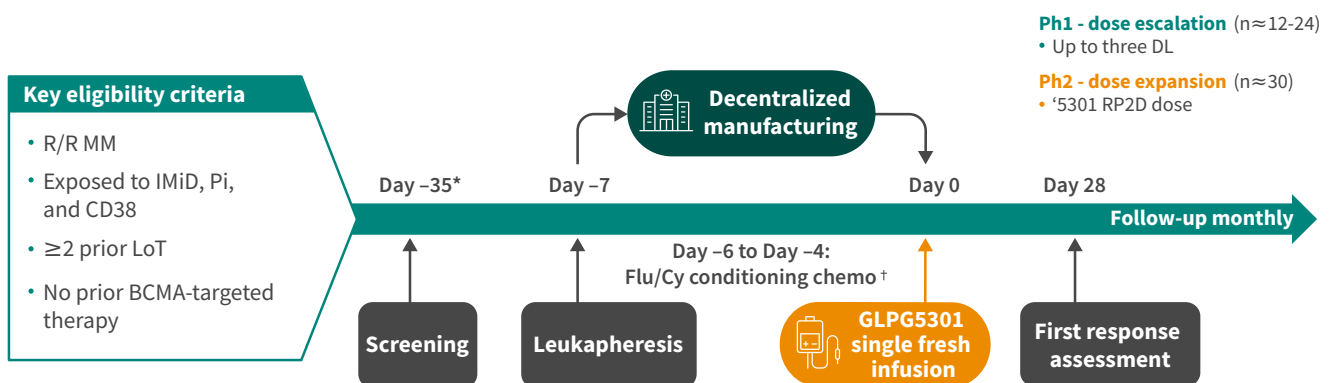 Ph1 - dose escalation (n≈12-24)
• Up to three DL
Ph2 - dose expansion (n≈30)
• ‘5301 RP2D dose
Key eligibility criteria
• R/R MM
• Exposed to IMiD, Pi,
and CD38
• ≥2 prior LoT
• No prior BCMA-targeted
therapy
Decentralized
manufacturing
Day –35*
Day –7
Day 0
Day 28
Follow-up monthly
Day –6 to Day –4:
Flu/Cy conditioning chemo †
Screening
Leukapheresis
GLPG5301
single fresh
infusion
First response
assessment